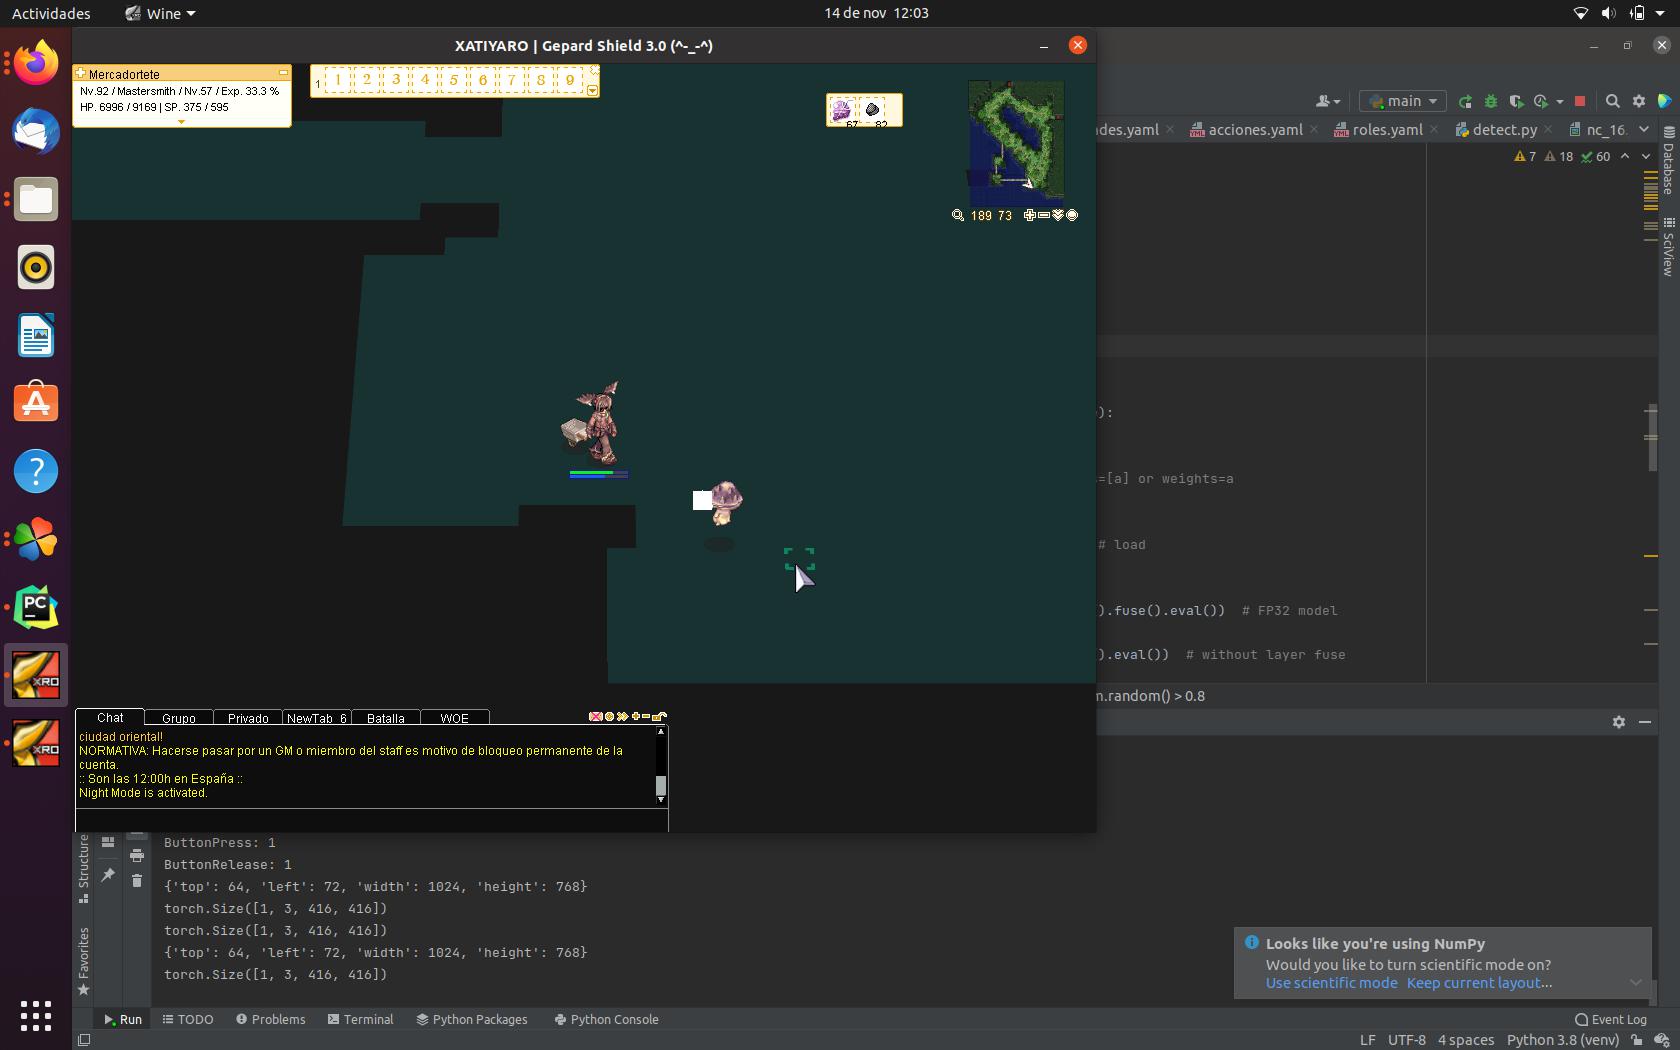 Actividades
Wine
14 de nov 12:03
XATIYARO | Gepard Shield 3.0 (^-_-^)
Mercadortete
Nv.92 / Mastersmith / Nv.57 / Exp. 33.3 %
HP. 6996 / 9169 | SP. 375 / 595
1 1 2 3 4 5 6 7 8 9
67 82
189 73
main
des.yaml
acciones.yaml
roles.yaml
detect.py
nc_16.
7 18 60
Database
SciView
):
=[a] or weights=a
# load
).fuse().eval()) # FP32 model
).eval()) # without layer fuse
m.random() > 0.8
Chat
Grupo
Privado
NewTab_6
Batalla
WOE
ciudad oriental!
NORMATIVA: Hacerse pasar por un GM o miembro del staff es motivo de bloqueo permanente de la
cuenta.
:: Son las 12:00h en España ::
Night Mode is activated.
PC
XRO
XRO
Structure
Favorites
ButtonPress: 1
ButtonRelease: 1
{'top': 64, 'left': 72, 'width': 1024, 'height': 768}
torch.Size([1, 3, 416, 416])
torch.Size([1, 3, 416, 416])
{'top': 64, 'left': 72, 'width': 1024, 'height': 768}
torch.Size([1, 3, 416, 416])
Looks like you're using NumPy
Would you like to turn scientific mode on?
Use scientific mode Keep current layout...
Run
TODO
Problems
Terminal
Python Packages
Python Console
Event Log
LF UTF-8 4 spaces Python 3.8 (venv)